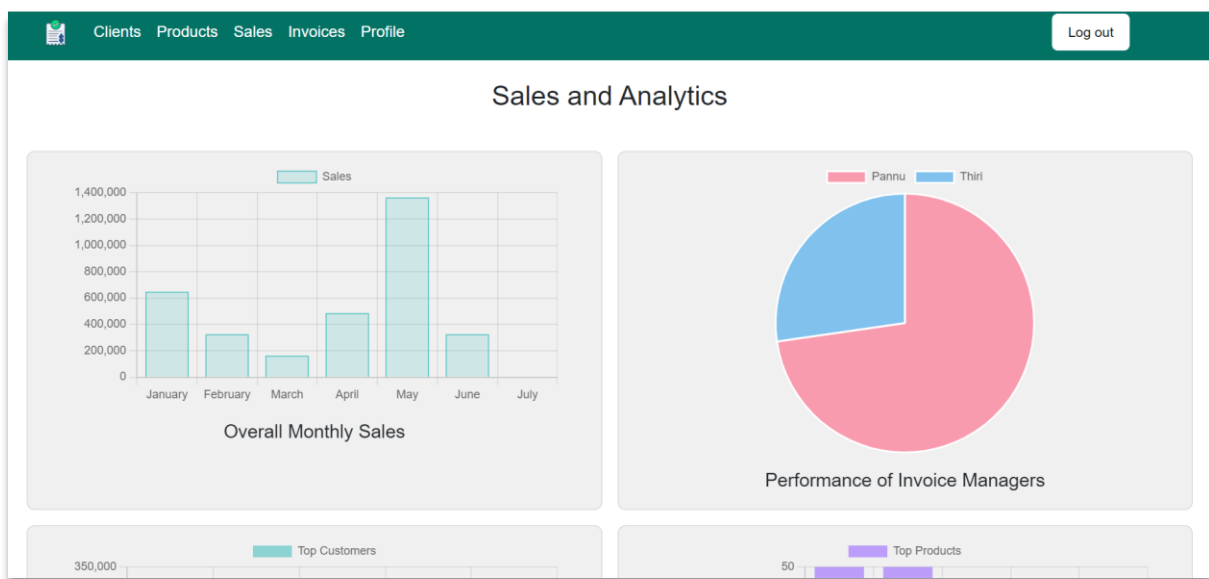 Clients Products Sales Invoices Profile Log out
Sales and Analytics
Sales
1,400,000
1,200,000
1,000,000
800,000
600,000
400,000
200,000
0
January February March April May June July
Overall Monthly Sales
Pannu Thiri
Performance of Invoice Managers
Top Customers
350,000
Top Products
50